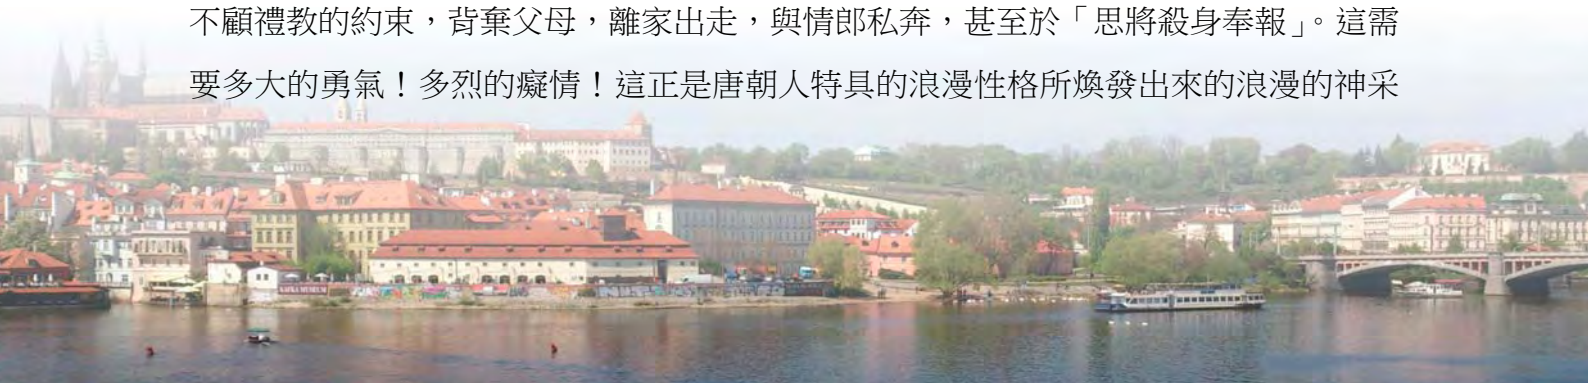 不顧禮教的約束，背棄父母，離家出走，與情郎私奔，甚至於「思將殺身奉報」。這需
要多大的勇氣！多烈的癡情！這正是唐朝人特具的浪漫性格所煥發出來的浪漫的神采
KAFKA MUSEUM